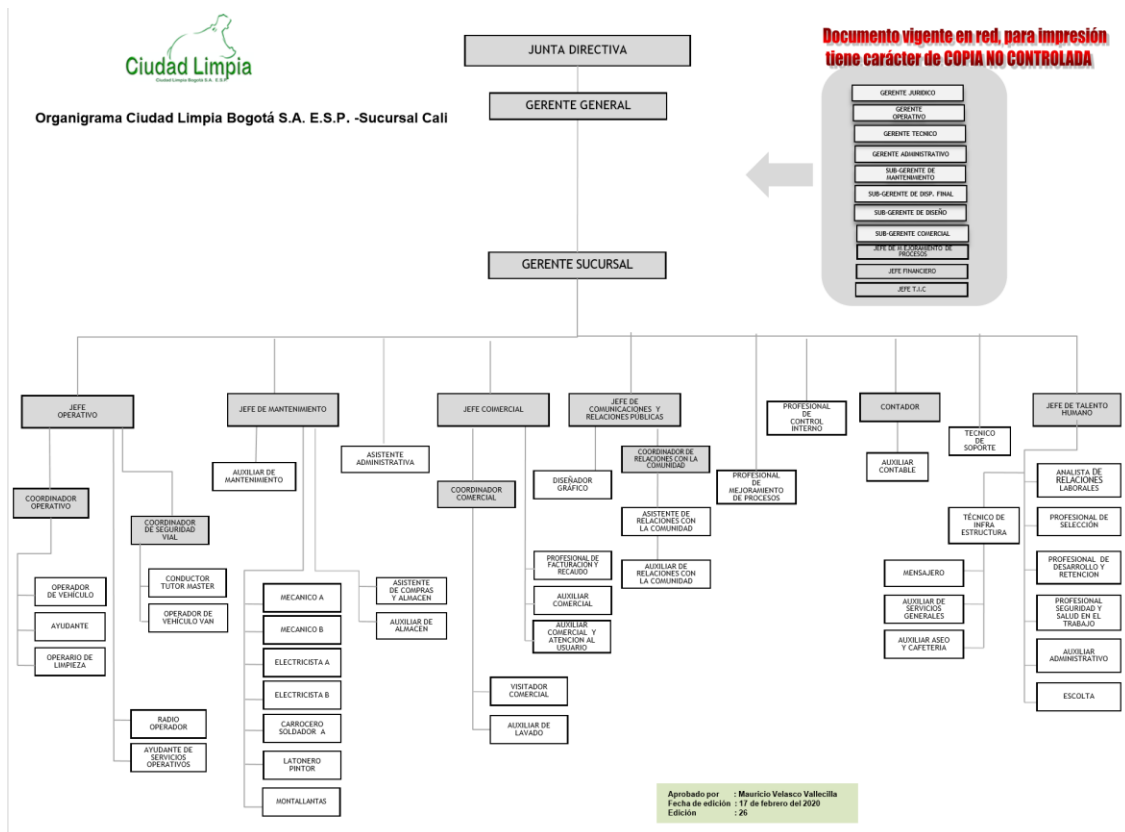 Ciudad Limpia
Ciudad Limpia Bogotá S.A. E.S.P.
Organigrama Ciudad Limpia Bogotá S.A. E.S.P. -Sucursal Cali
JUNTA DIRECTIVA
GERENTE GENERAL
GERENTE SUCURSAL
Documento vigente en red, para impresión
tiene carácter de COPIA NO CONTROLADA
GERENTE JURIDICO
GERENTE
OPERATIVO
GERENTE TECNICO
GERENTE ADMINISTRATIVO
SUB-GERENTE DE
MANTENIMIENTO
SUB-GERENTE DE DISP. FINAL
SUB-GERENTE DE DISEÑO
SUB-GERENTE COMERCIAL
JEFE DE M EJORAMIENTO DE
PROCESOS
JEFE FINANCIERO
JEFE T.I.C
JEFE
OPERATIVO
COORDINADOR
OPERATIVO
OPERADOR
DE VEHÍCULO
AYUDANTE
OPERARIO DE
LIMPIEZA
COORDINADOR
DE SEGURIDAD
VIAL
CONDUCTOR
TUTOR MASTER
OPERADOR DE
VEHÍCULO VAN
RADIO
OPERADOR
AYUDANTE DE
SERVICIOS
OPERATIVOS
JEFE DE MANTENIMIENTO
AUXILIAR DE
MANTENIMIENTO
MECANICO A
MECANICO B
ELECTRICISTA A
ELECTRICISTA B
CARROCERO
SOLDADOR A
LATONERO
PINTOR
MONTALLANTAS
ASISTENTE
DE COMPRAS
Y ALMACEN
AUXILIAR DE
ALMACEN
ASISTENTE
ADMINISTRATIVA
JEFE COMERCIAL
COORDINADOR
COMERCIAL
PROFESIONAL DE
FACTURACION Y
RECAUDO
AUXILIAR
COMERCIAL
AUXILIAR
COMERCIAL Y
ATENCION AL
USUARIO
VISITADOR
COMERCIAL
AUXILIAR DE
LAVADO
JEFE DE
COMUNICACIONES Y
RELACIONES PÚBLICAS
DISEÑADOR
GRÁFICO
COORDINADOR DE
RELACIONES CON LA
COMUNIDAD
ASISTENTE DE
RELACIONES CON
LA COMUNIDAD
AUXILIAR DE
RELACIONES CON
LA COMUNIDAD
PROFESIONAL
DE
MEJORAMIENTO
DE PROCESOS
PROFESIONAL
DE
CONTROL
INTERNO
CONTADOR
AUXILIAR
CONTABLE
TECNICO
DE
SOPORTE
JEFE DE TALENTO
HUMANO
TÉCNICO DE
INFRA
ESTRUCTURA
MENSAJERO
AUXILIAR DE
SERVICIOS
GENERALES
AUXILIAR ASEO
Y CAFETERIA
ANALISTA DE
RELACIONES
LABORALES
PROFESIONAL DE
SELECCIÓN
PROFESIONAL DE
DESARROLLO Y
RETENCION
PROFESIONAL
SEGURIDAD Y
SALUD EN EL
TRABAJO
AUXILIAR
ADMINISTRATIVO
ESCOLTA
Aprobado por : Mauricio Velasco Vallecilla
Fecha de edición : 17 de febrero del 2020
Edición : 26